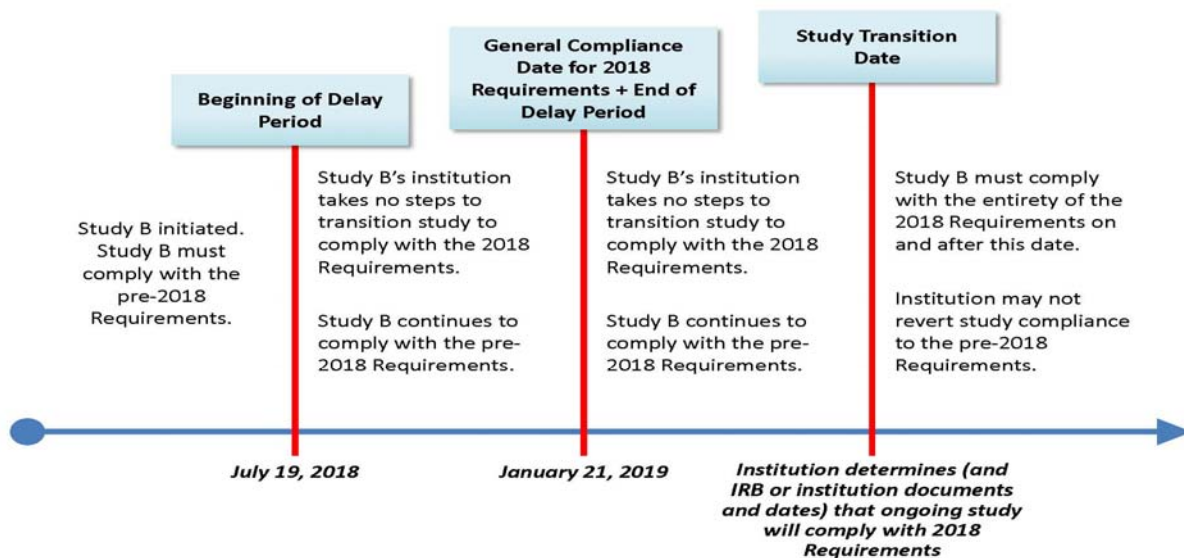 Beginning of Delay
Period
General Compliance
Date for 2018
Requirements + End of
Delay Period
Study Transition
Date
Study B initiated.
Study B must
comply with the
pre-2018
Requirements.
Study B's institution
takes no steps to
transition study to
comply with the 2018
Requirements.
Study B continues to
comply with the pre-
2018 Requirements.
Study B's institution
takes no steps to
transition study to
comply with the 2018
Requirements.
Study B continues to
comply with the pre-
2018 Requirements.
Study B must comply
with the entirety of the
2018 Requirements on
and after this date.
Institution may not
revert study compliance
to the pre-2018
Requirements.
July 19, 2018
January 21, 2019
Institution determines (and
IRB or institution documents
and dates) that ongoing study
will comply with 2018
Requirements